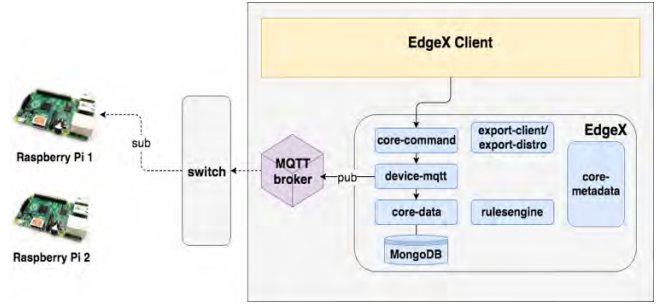 EdgeX Client
EdgeX
core-command
export-client/
export-distro
core-
metadata
Raspberry Pi 1
sub
switch
MQTT
broker
pub
device-mqtt
core-data
rulesengine
MongoDB
Raspberry Pi 2